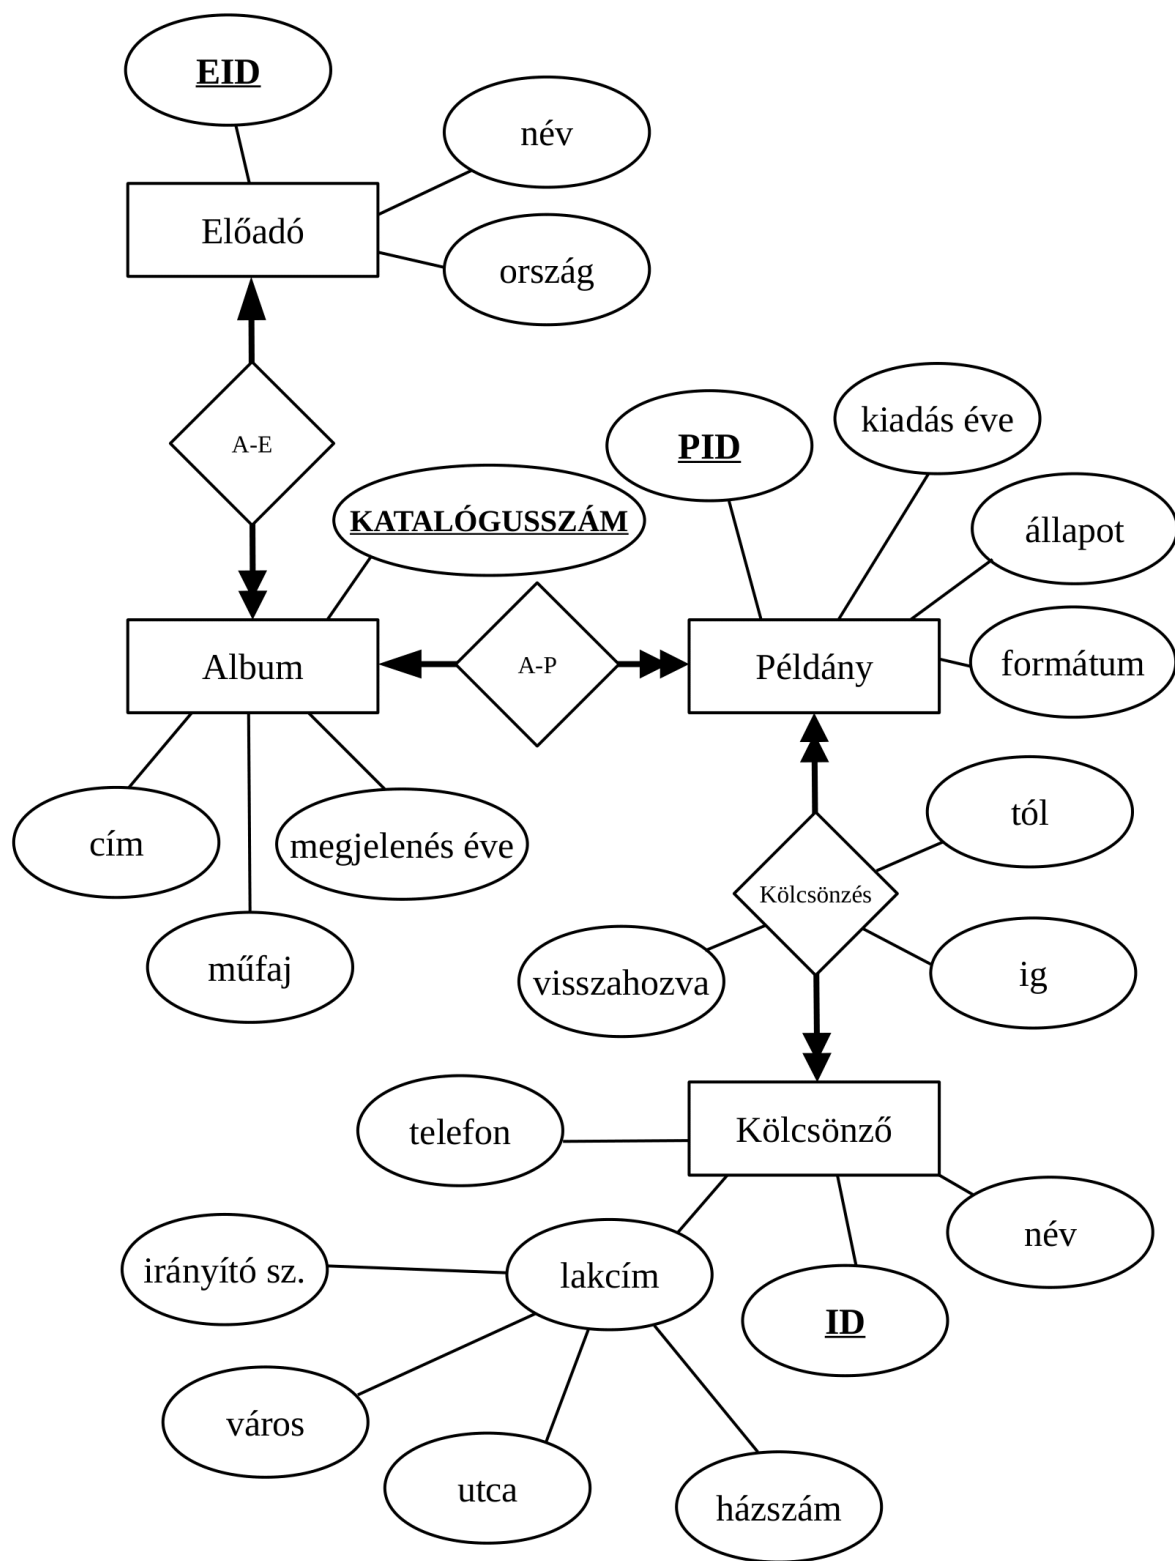 EID
név
Előadó
ország
A-E
kiadás éve
PID
KATALÓGUSSZÁM
állapot
Album
A-P
Példány
formátum
tól
cím
megjelenés éve
Kölcsönzés
műfaj
visszahozva
ig
telefon
Kölcsönző
név
irányító sz.
lakcím
ID
város
utca
házszám